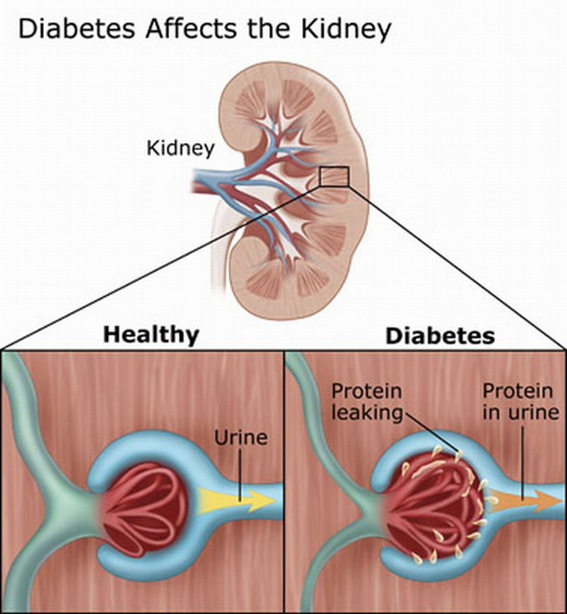 Diabetes Affects the Kidney
Kidney
Healthy
Diabetes
Urine
Protein
leaking
Protein
in urine